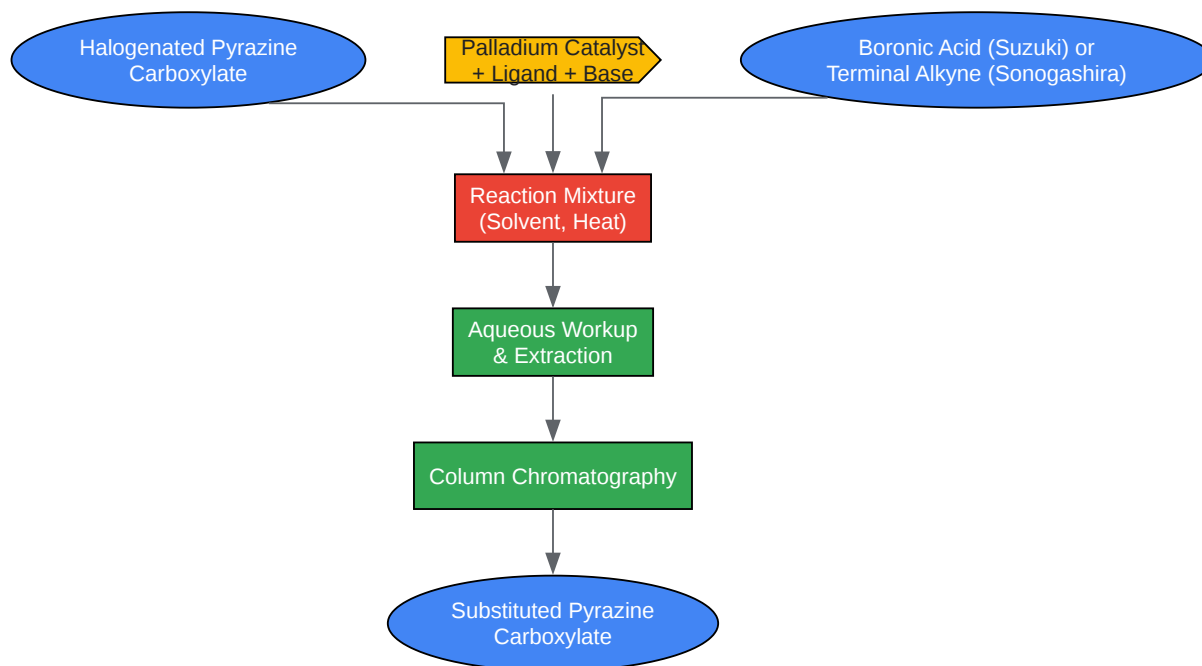 Halogenated Pyrazine
Carboxylate
Palladium Catalyst
+ Ligand + Base
Boronic Acid (Suzuki) or
Terminal Alkyne (Sonogashira)
Reaction Mixture
(Solvent, Heat)
Aqueous Workup
& Extraction
Column Chromatography
Substituted Pyrazine
Carboxylate